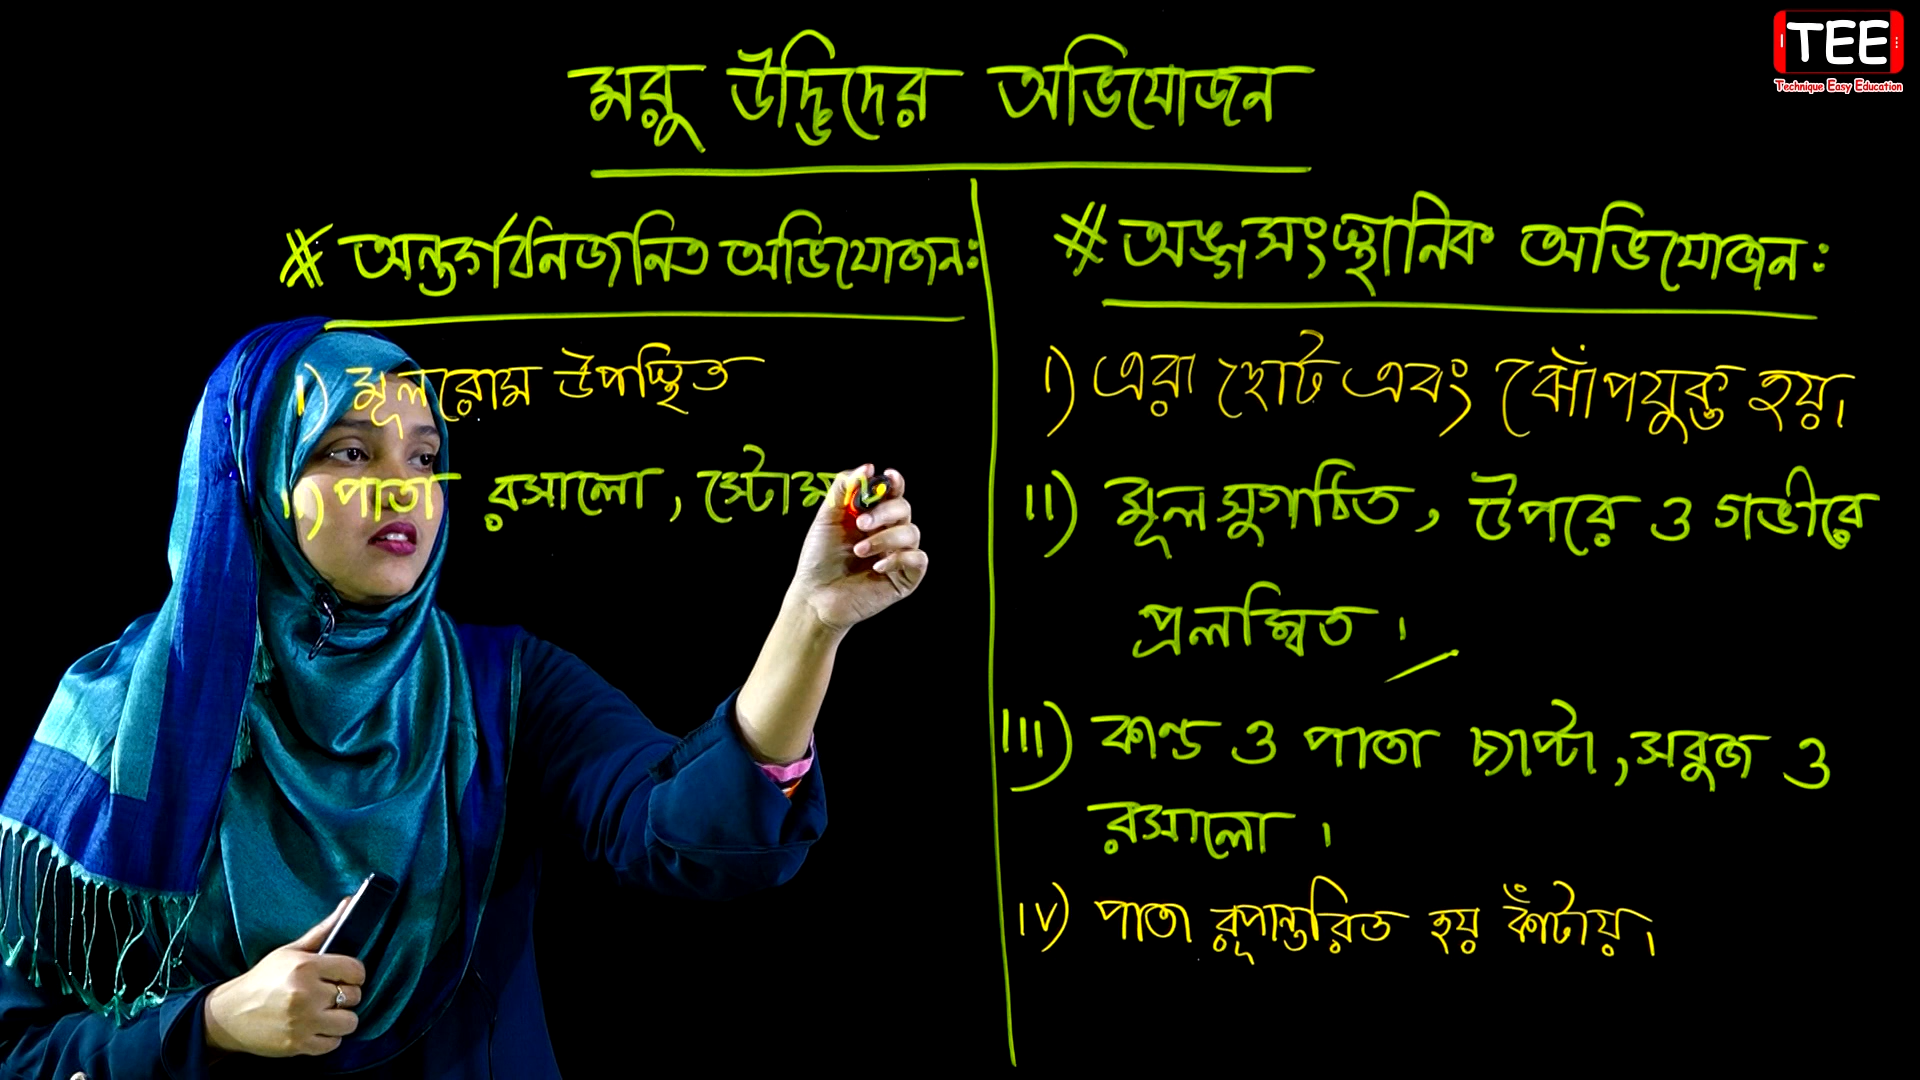 TEE
Technique Easy Education
মরু উদ্ভিদের অভিযোজন
# অন্তর্গঠনজনিত অভিযোজন:
i) মূলরোম উপস্থিত
ii) পাতা রসালো, স্টোমা
# অঙ্গসংস্থানিক অভিযোজন:
i) এরা ছোট এবং ঝোঁপযুক্ত হয়।
ii) মূল সুগঠিত, উপরে ও গভীরে
প্রলম্বিত।
iii) কান্ড ও পাতা চ্যাপ্টা, সবুজ ও
রসালো।
iv) পাতা রূপান্তরিত হয় কাঁটায়।